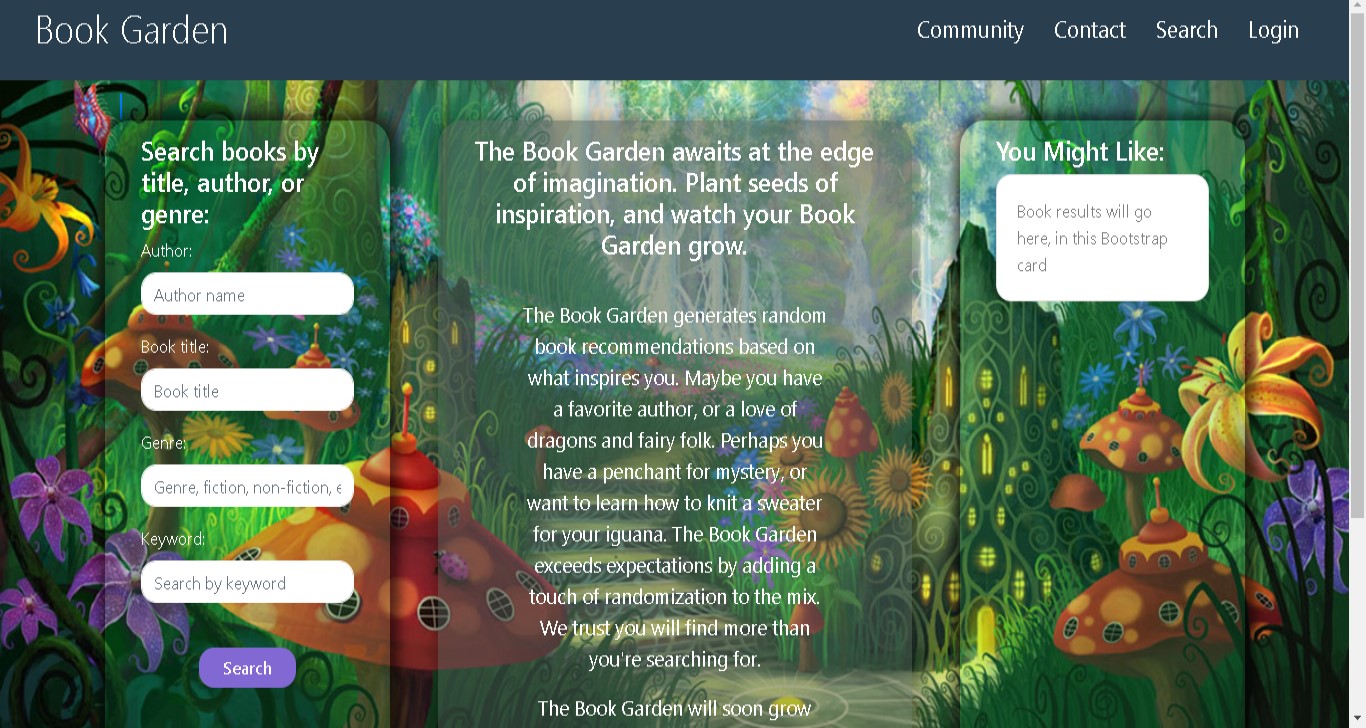 Book Garden
Community
Contact
Search
Login
Search books by
title, author, or
genre:
Author:
Author name
Book title:
Book title
Genre:
Genre, fiction, non-fiction, e
Keyword:
Search by keyword
Search
The Book Garden awaits at the edge
of imagination. Plant seeds of
inspiration, and watch your Book
Garden grow.
The Book Garden generates random
book recommendations based on
what inspires you. Maybe you have
a favorite author, or a love of
dragons and fairy folk. Perhaps you
have a penchant for mystery, or
want to learn how to knit a sweater
for your iguana. The Book Garden
exceeds expectations by adding a
touch of randomization to the mix.
We trust you will find more than
you're searching for.
The Book Garden will soon grow
You Might Like:
Book results will go
here, in this Bootstrap
card